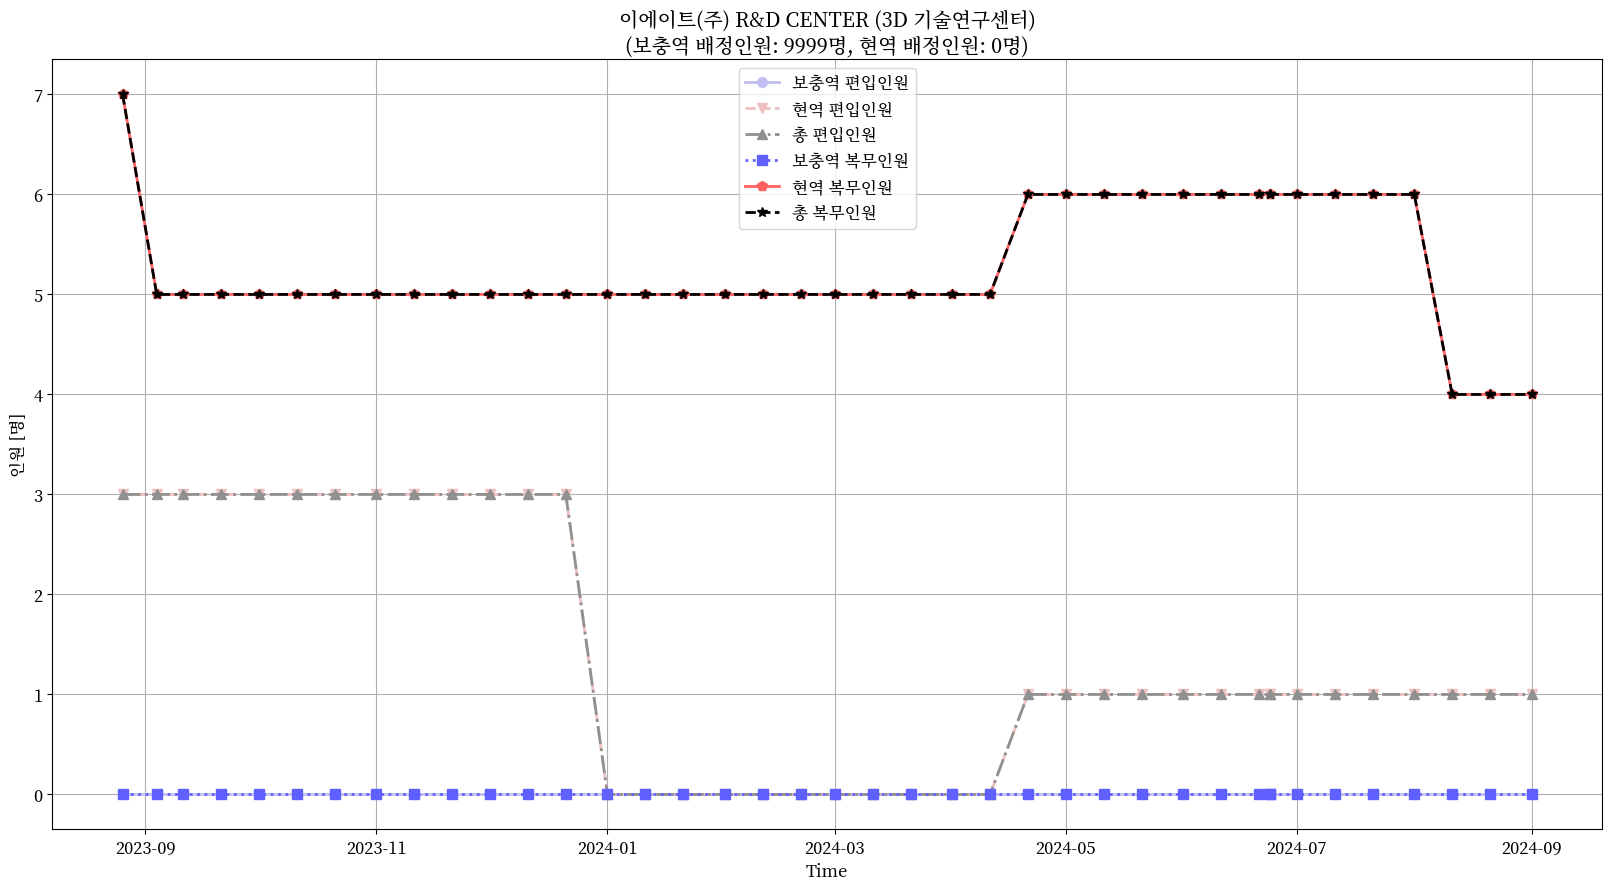 이에이트(주) R&D CENTER (3D 기술연구센터)
(보충역 배정인원: 9999명, 현역 배정인원: 0명)
보충역 편입인원
현역 편입인원
총 편입인원
보충역 복무인원
현역 복무인원
총 복무인원
인원 [명]
7
6
5
4
3
2
1
0
2023-09
2023-11
2024-01
2024-03
2024-05
2024-07
2024-09
Time